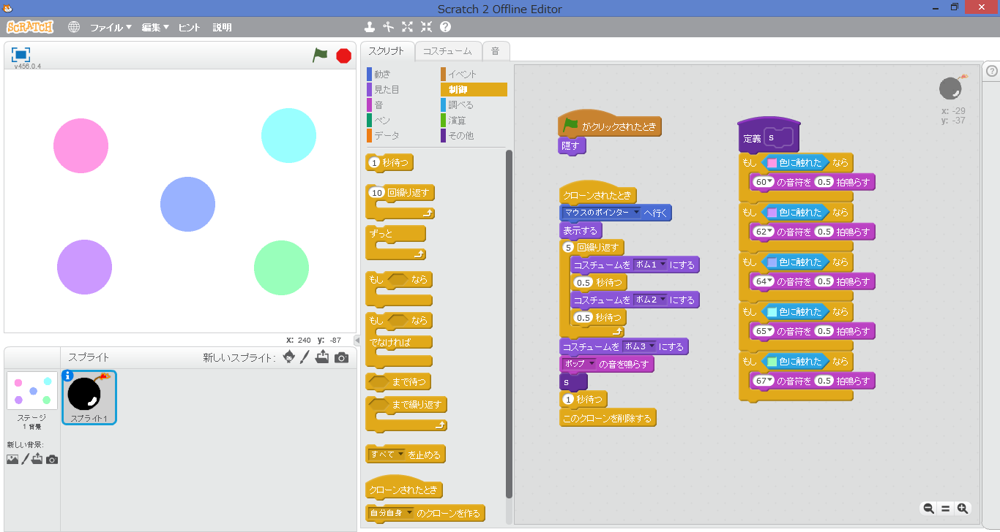 Scratch 2 Offline Editor
SCRATCH
ファイル▼
編集▼
ヒント
説明
v456.0.4
x: 240 y: -87
スプライト
新しいスプライト:
ステージ
1 背景
新しい背景:
スプライト1
スクリプト
コスチューム
音
動き
イベント
見た目
制御
音
調べる
ペン
演算
データ
その他
1 秒待つ
10 回繰り返す
ずっと
もし なら
もし なら
でなければ
まで待つ
まで繰り返す
すべて▼ を止める
クローンされたとき
自分自身▼ のクローンを作る
がクリックされたとき
隠す
クローンされたとき
マウスのポインター▼ へ行く
表示する
5 回繰り返す
コスチュームを ボム1▼ にする
0.5 秒待つ
コスチュームを ボム2▼ にする
0.5 秒待つ
コスチュームを ボム3▼ にする
ポップ▼ の音を鳴らす
s
1 秒待つ
このクローンを削除する
定義 s
もし 色に触れた なら
60▼ の音符を 0.5 拍鳴らす
もし 色に触れた なら
62▼ の音符を 0.5 拍鳴らす
もし 色に触れた なら
64▼ の音符を 0.5 拍鳴らす
もし 色に触れた なら
65▼ の音符を 0.5 拍鳴らす
もし 色に触れた なら
67▼ の音符を 0.5 拍鳴らす
x: -29
y: -37